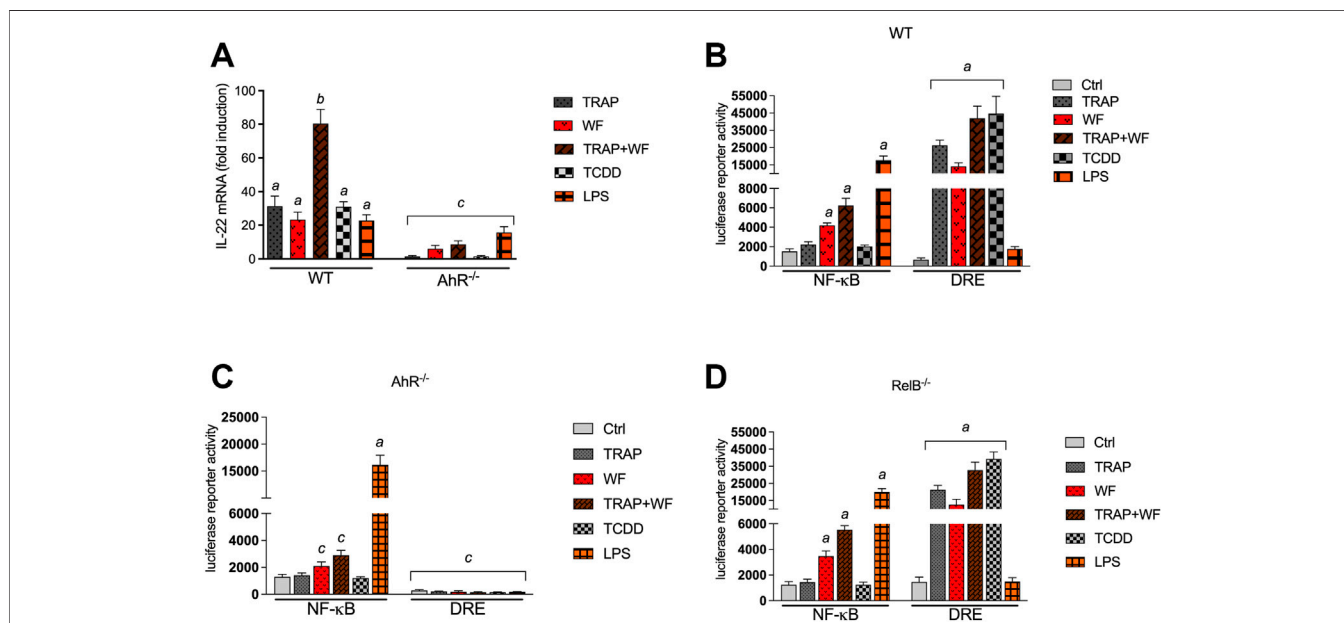 A
IL-22 mRNA (fold induction)
100
80
60
40
20
0
a
a
b
a
a
c
WT
AhR-/-
TRAP
WF
TRAP+WF
TCDD
LPS
B
WT
luciferase reporter activity
55000
45000
35000
25000
15000
8000
6000
4000
2000
0
a
a
a
a
NF-κB
DRE
Ctrl
TRAP
WF
TRAP+WF
TCDD
LPS
C
AhR-/-
luciferase reporter activity
25000
20000
15000
10000
6000
4000
2000
0
c
c
a
c
NF-κB
DRE
Ctrl
TRAP
WF
TRAP+WF
TCDD
LPS
D
RelB-/-
luciferase reporter activity
55000
45000
35000
25000
15000
6000
4000
2000
0
a
a
a
a
NF-κB
DRE
Ctrl
TRAP
WF
TRAP+WF
TCDD
LPS